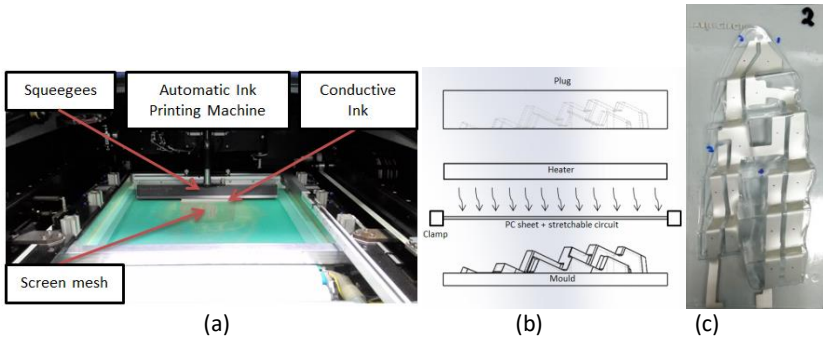 Squeegees
Automatic Ink
Printing Machine
Conductive
Ink
Screen mesh
(a)
Plug
Heater
Clamp
PC sheet + stretchable circuit
Mould
(b)
2
(c)